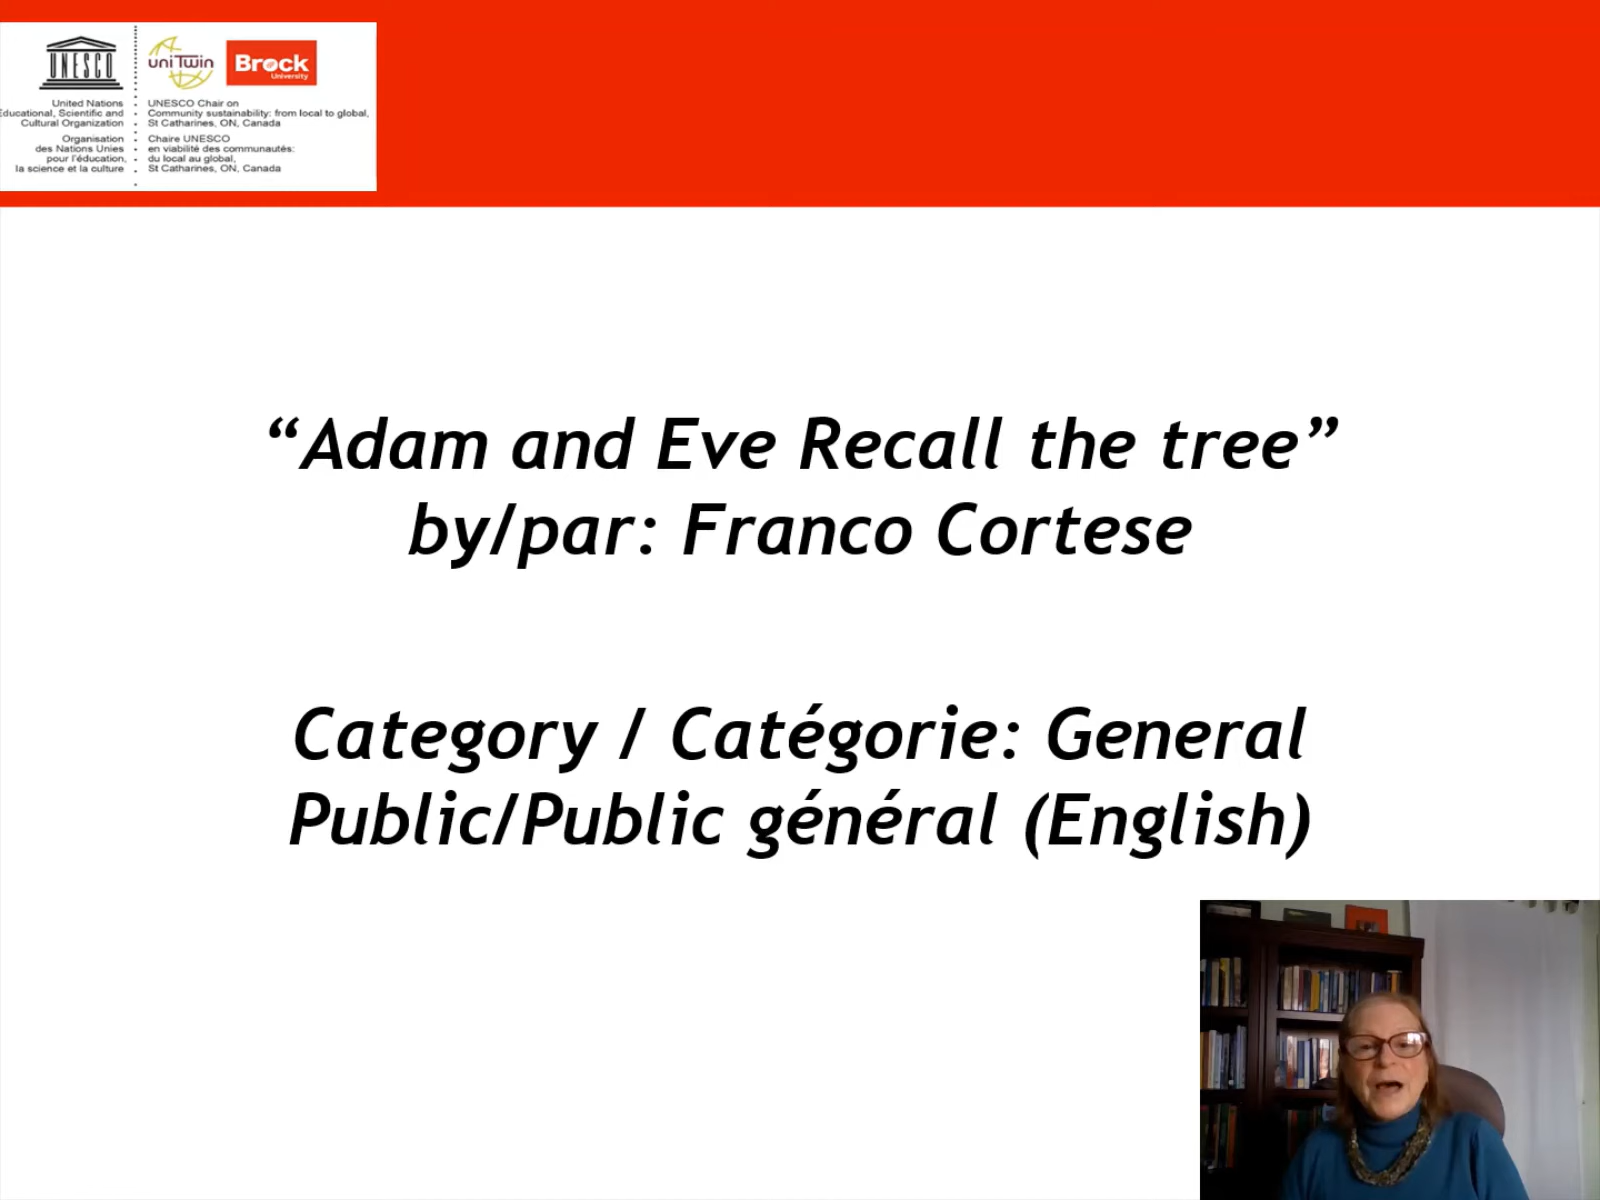 UNESCO
uniTwin
Brock
University
United Nations
Educational, Scientific and
Cultural Organization
Organisation
des Nations Unies
pour l'éducation,
la science et la culture
UNESCO Chair on
Community sustainability: from local to global,
St Catharines, ON, Canada
Chaire UNESCO
en viabilité des communautés:
du local au global,
St Catharines, ON, Canada
“Adam and Eve Recall the tree”
by/par: Franco Cortese
Category / Catégorie: General
Public/Public général (English)